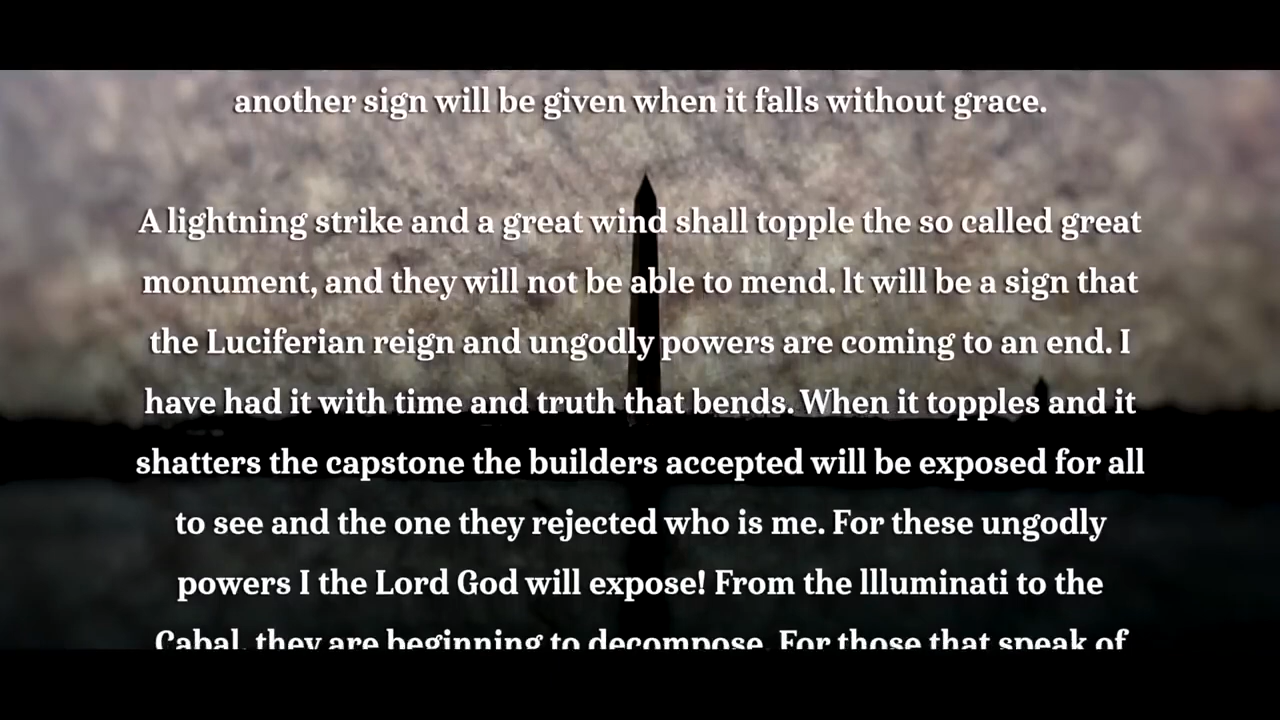 another sign will be given when it falls without grace.
A lightning strike and a great wind shall topple the so called great
monument, and they will not be able to mend. lt will be a sign that
the Luciferian reign and ungodly powers are coming to an end. I
have had it with time and truth that bends. When it topples and it
shatters the capstone the builders accepted will be exposed for all
to see and the one they rejected who is me. For these ungodly
powers I the Lord God will expose! From the llluminati to the
Cabal, they are beginning to decompose. For those that speak of